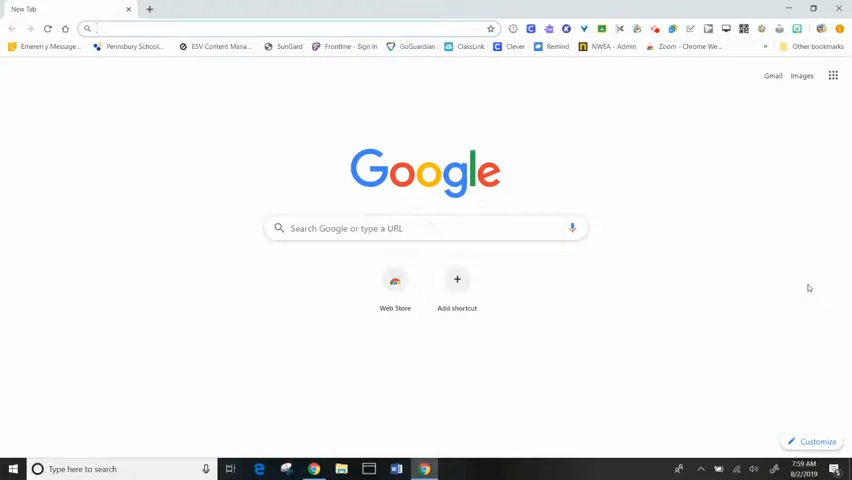 New Tab
Emeren y Message...
Pennsbury School...
ESV Content Mana...
SunGard
Frontline - Sign In
GoGuardian
ClassLink
Clever
Remind
NWEA - Admin
Zoom - Chrome We...
»
Other bookmarks
Gmail
Images
Google
Search Google or type a URL
Web Store
Add shortcut
Customize
Type here to search
7:59 AM
8/2/2019